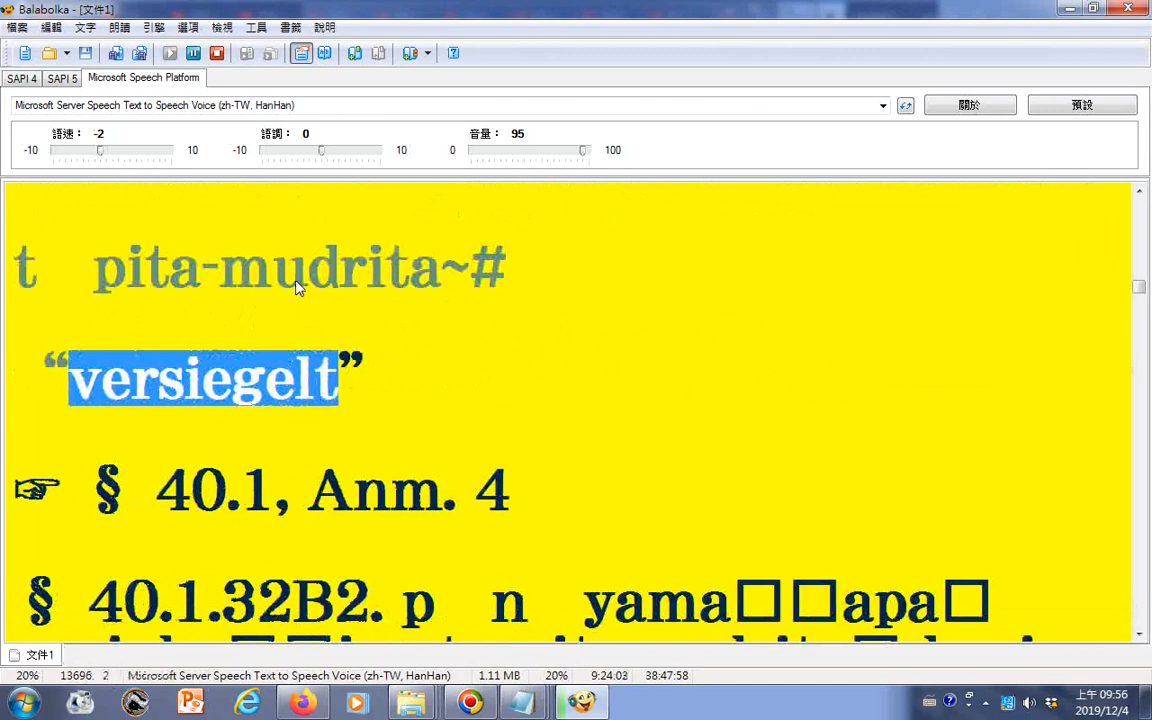 Balabolka - [文件1]
檔案 編輯 文字 朗讀 引擎 選項 檢視 工具 書籤 說明
SAPI 4 SAPI 5 Microsoft Speech Platform
Microsoft Server Speech Text to Speech Voice (zh-TW, HanHan) 關於 預設
語速： -2 語調： 0 音量： 95
-10 10 -10 10 0 100
t pita-mudrita~#
“versiegelt”
☞ § 40.1, Anm. 4
§ 40.1.32B2. p n yama□□apa□
文件1
20% 13696. 2 Microsoft Server Speech Text to Speech Voice (zh-TW, HanHan) 1.11 MB 20% 9:24:03 38:47:58
上午 09:56
2019/12/4